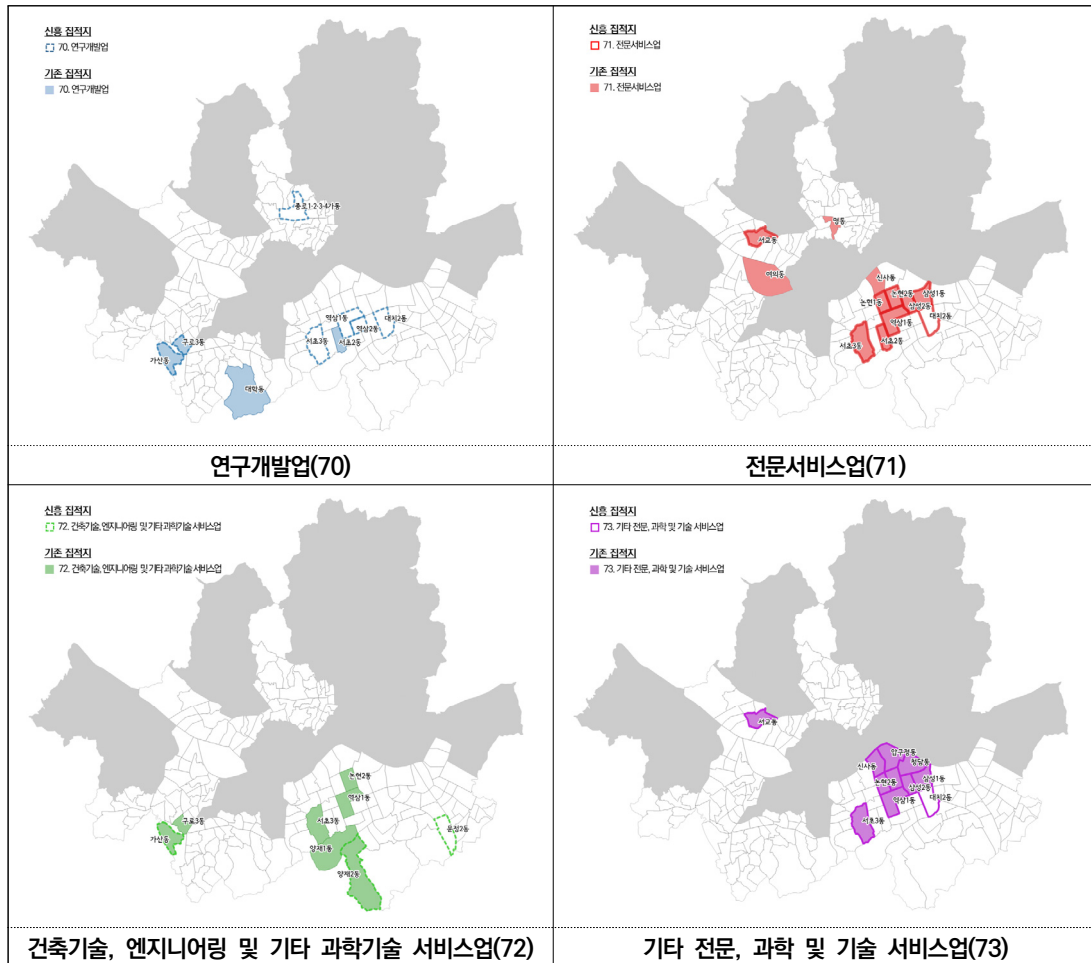 신흥 집적지
70. 연구개발업
기존 집적지
70. 연구개발업
종로1·2·3·4가동
역삼1동
대치2동
역삼2동
서초3동
서초2동
구로3동
가산동
대학동
연구개발업(70)
신흥 집적지
71. 전문서비스업
기존 집적지
71. 전문서비스업
명동
서교동
여의동
신사동
논현2동
삼성1동
논현1동
삼성2동
대치2동
역삼1동
서초3동
서초2동
전문서비스업(71)
신흥 집적지
72. 건축기술, 엔지니어링 및 기타 과학기술 서비스업
기존 집적지
72. 건축기술, 엔지니어링 및 기타 과학기술 서비스업
논현2동
역삼1동
서초3동
구로3동
가산동
문정2동
양재1동
양재2동
건축기술, 엔지니어링 및 기타 과학기술 서비스업(72)
신흥 집적지
73. 기타 전문, 과학 및 기술 서비스업
기존 집적지
73. 기타 전문, 과학 및 기술 서비스업
서교동
압구정동
청담동
신사동
논현2동
삼성1동
삼성2동
대치2동
역삼1동
서초3동
기타 전문, 과학 및 기술 서비스업(73)